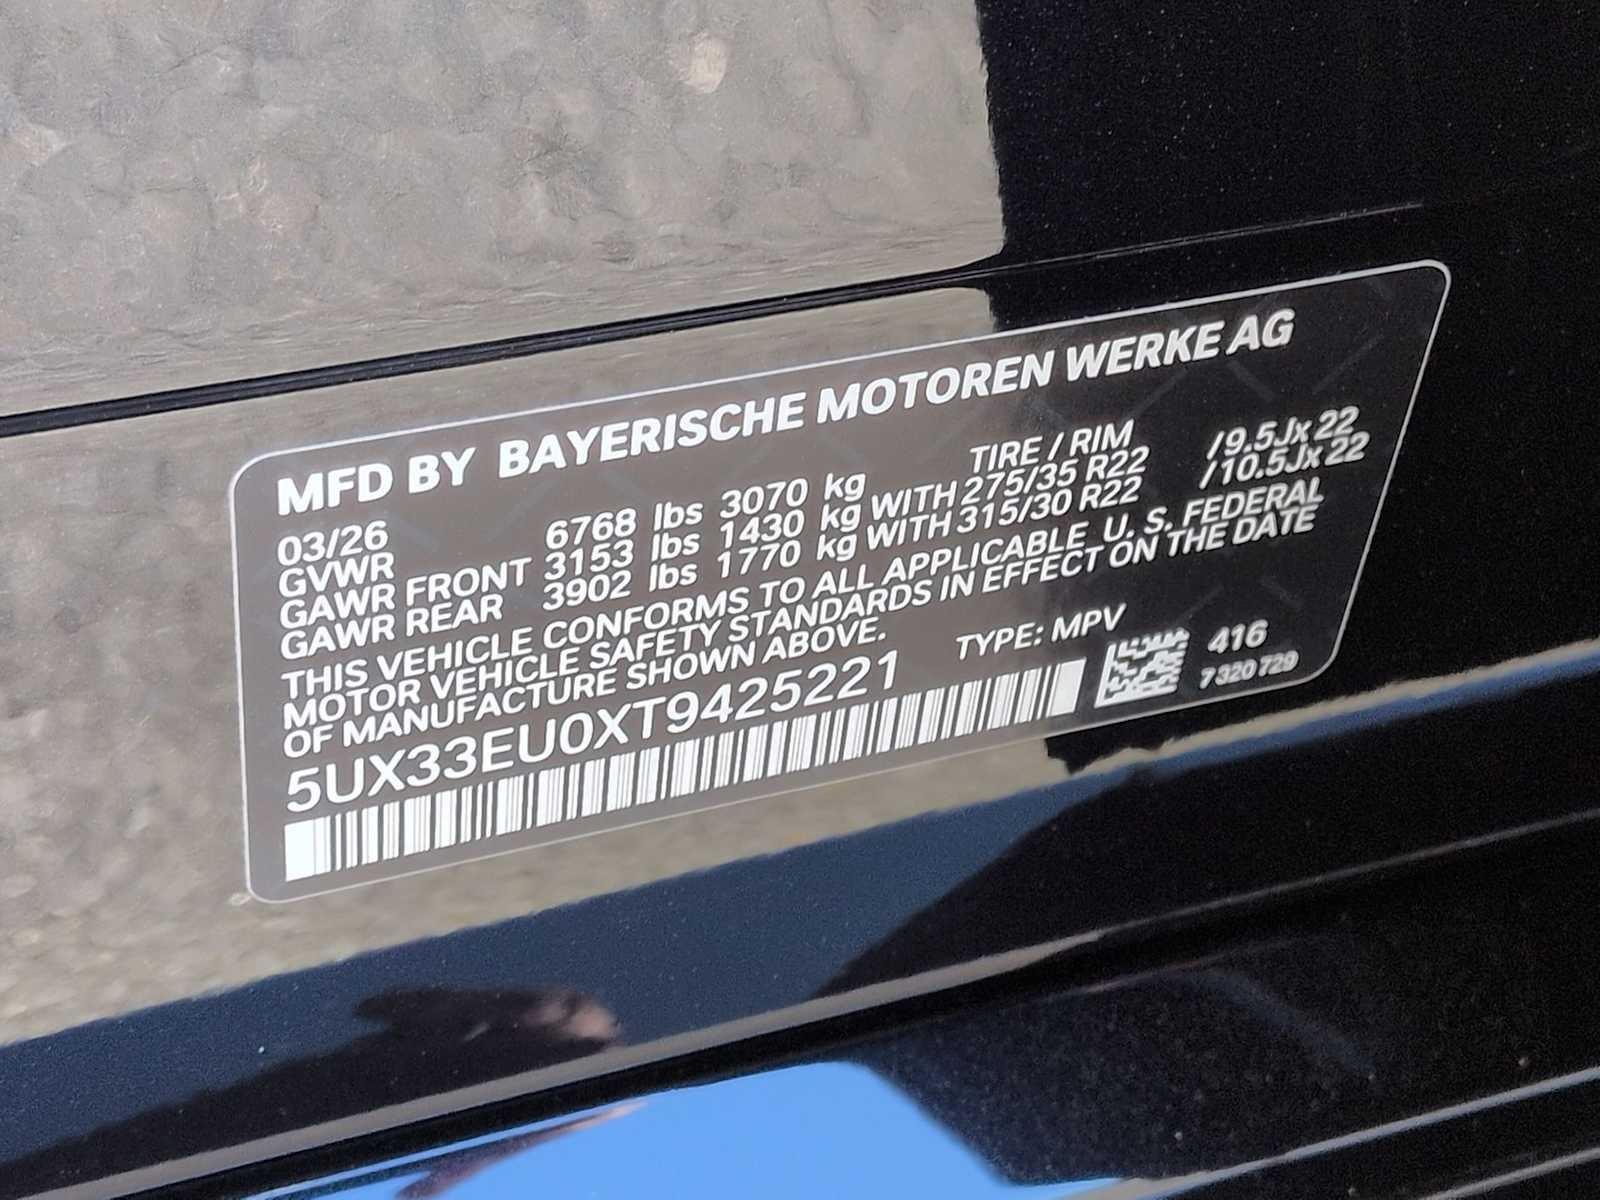 MFD BY BAYERISCHE MOTOREN WERKE AG
03/26 TIRE / RIM
GVWR 6768 lbs 3070 kg
GAWR FRONT 3153 lbs 1430 kg WITH 275/35 R22 /9.5Jx22
GAWR REAR 3902 lbs 1770 kg WITH 315/30 R22 /10.5Jx22
THIS VEHICLE CONFORMS TO ALL APPLICABLE U. S. FEDERAL
MOTOR VEHICLE SAFETY STANDARDS IN EFFECT ON THE DATE
OF MANUFACTURE SHOWN ABOVE.
TYPE: MPV
5UX33EU0XT9425221
416
7 320 729